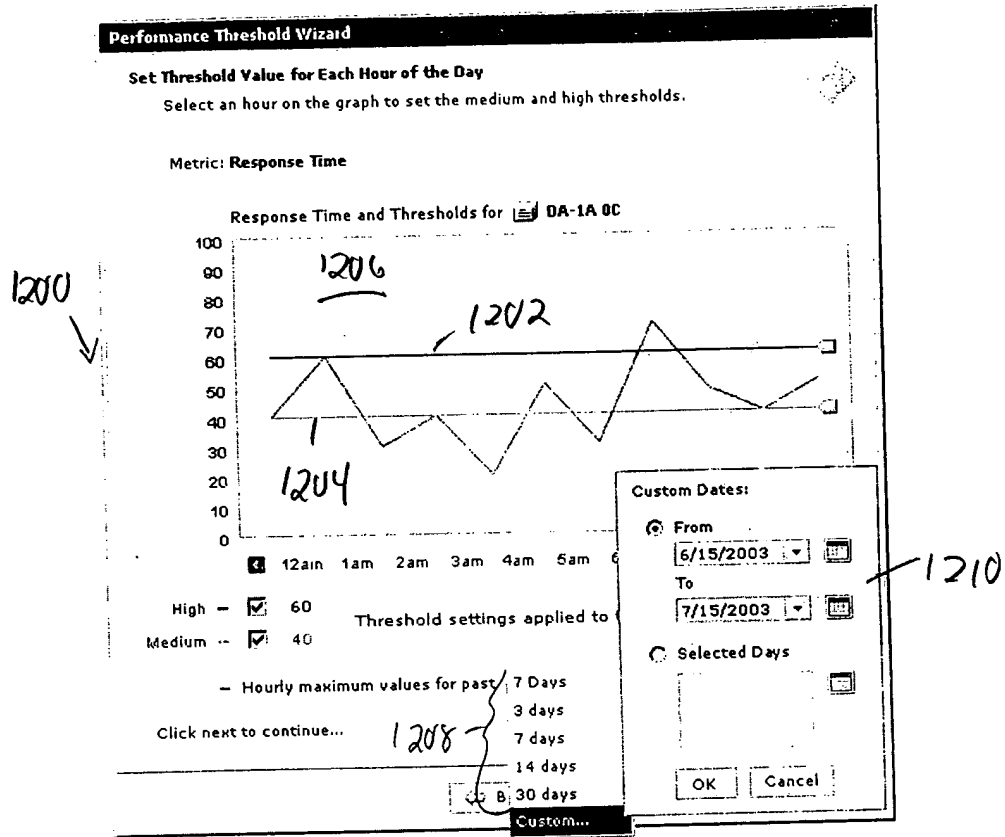 Performance Threshold Wizard
Set Threshold Value for Each Hour of the Day
Select an hour on the graph to set the medium and high thresholds.
Metric: Response Time
Response Time and Thresholds for DA-1A 0C
100
90
80
70
60
50
40
30
20
10
0
1200
1206
1202
1204
12am 1am 2am 3am 4am 5am 6
High – 60
Medium – 40
Threshold settings applied to
– Hourly maximum values for past 7 Days
3 days
7 days
14 days
30 days
Custom...
Click next to continue...
1208
B
Custom Dates:
From
6/15/2003
To
7/15/2003
Selected Days
OK Cancel
1210